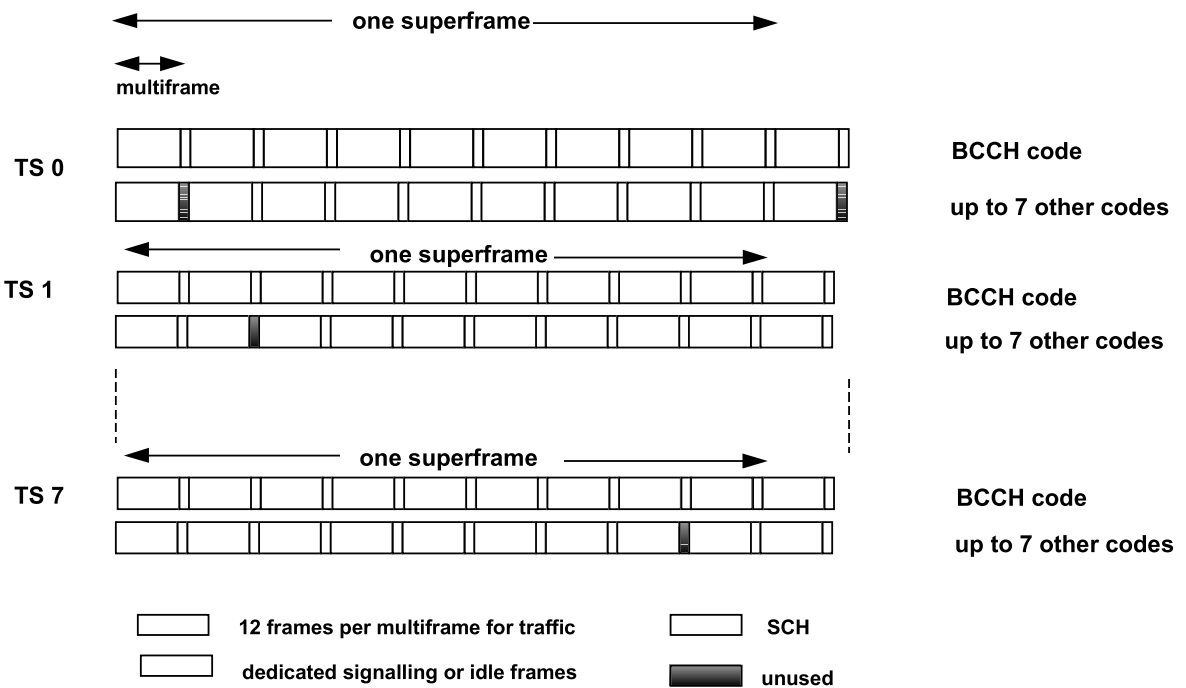 one superframe
multiframe
TS 0
BCCH code
up to 7 other codes
one superframe
TS 1
BCCH code
up to 7 other codes
one superframe
TS 7
BCCH code
up to 7 other codes
12 frames per multiframe for traffic
SCH
dedicated signalling or idle frames
unused